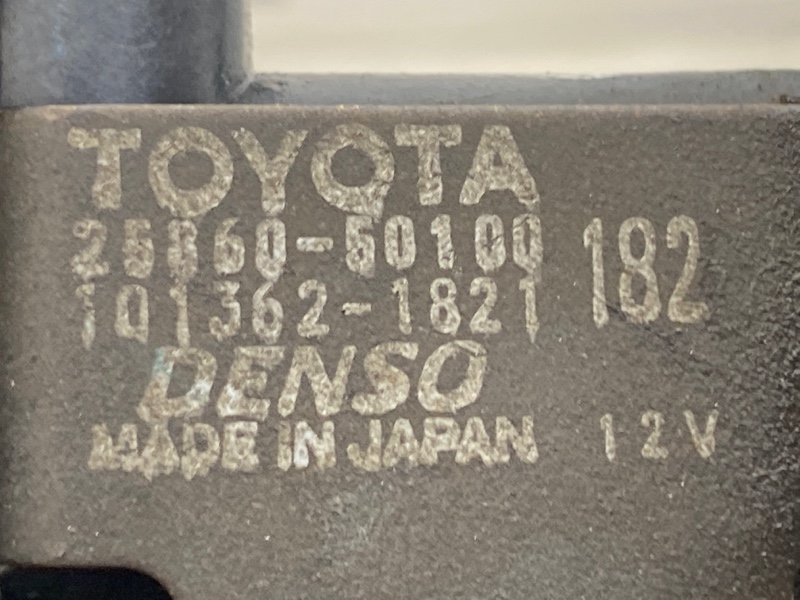 TOYOTA
25860-50100 182
101362-1821
DENSO
MADE IN JAPAN 12V